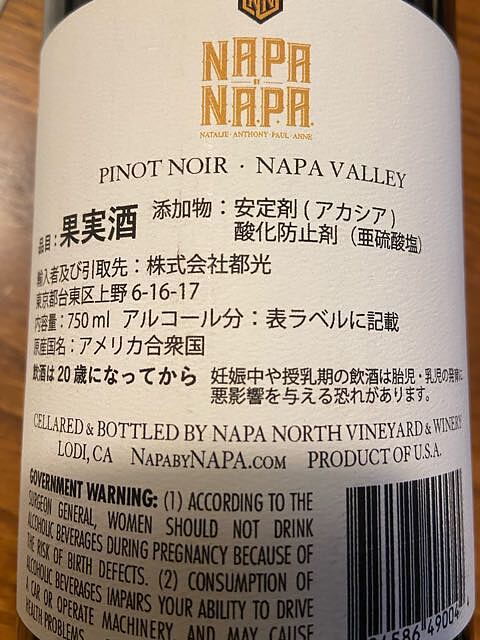 NAPA
BY
N.A.P.A.
NATALIE · ANTHONY · PAUL · ANNE
PINOT NOIR · NAPA VALLEY
品目：果実酒 添加物：安定剤 ( アカシア )
酸化防止剤（亜硫酸塩）
輸入者及び引取先：株式会社都光
東京都台東区上野 6-16-17
内容量：750 ml アルコール分：表ラベルに記載
原産国名：アメリカ合衆国
飲酒は 20 歳になってから 妊娠中や授乳期の飲酒は胎児・乳児の発育に
悪影響を与える恐れがあります。
CELLARED & BOTTLED BY NAPA NORTH VINEYARD & WINERY
LODI, CA NAPABYNAPA.COM PRODUCT OF U.S.A.
GOVERNMENT WARNING: (1) ACCORDING TO THE
SURGEON GENERAL, WOMEN SHOULD NOT DRINK
ALCOHOLIC BEVERAGES DURING PREGNANCY BECAUSE OF
THE RISK OF BIRTH DEFECTS. (2) CONSUMPTION OF
ALCOHOLIC BEVERAGES IMPAIRS YOUR ABILITY TO DRIVE
A CAR OR OPERATE MACHINERY, AND MAY CAUSE
HEALTH PROBLEMS